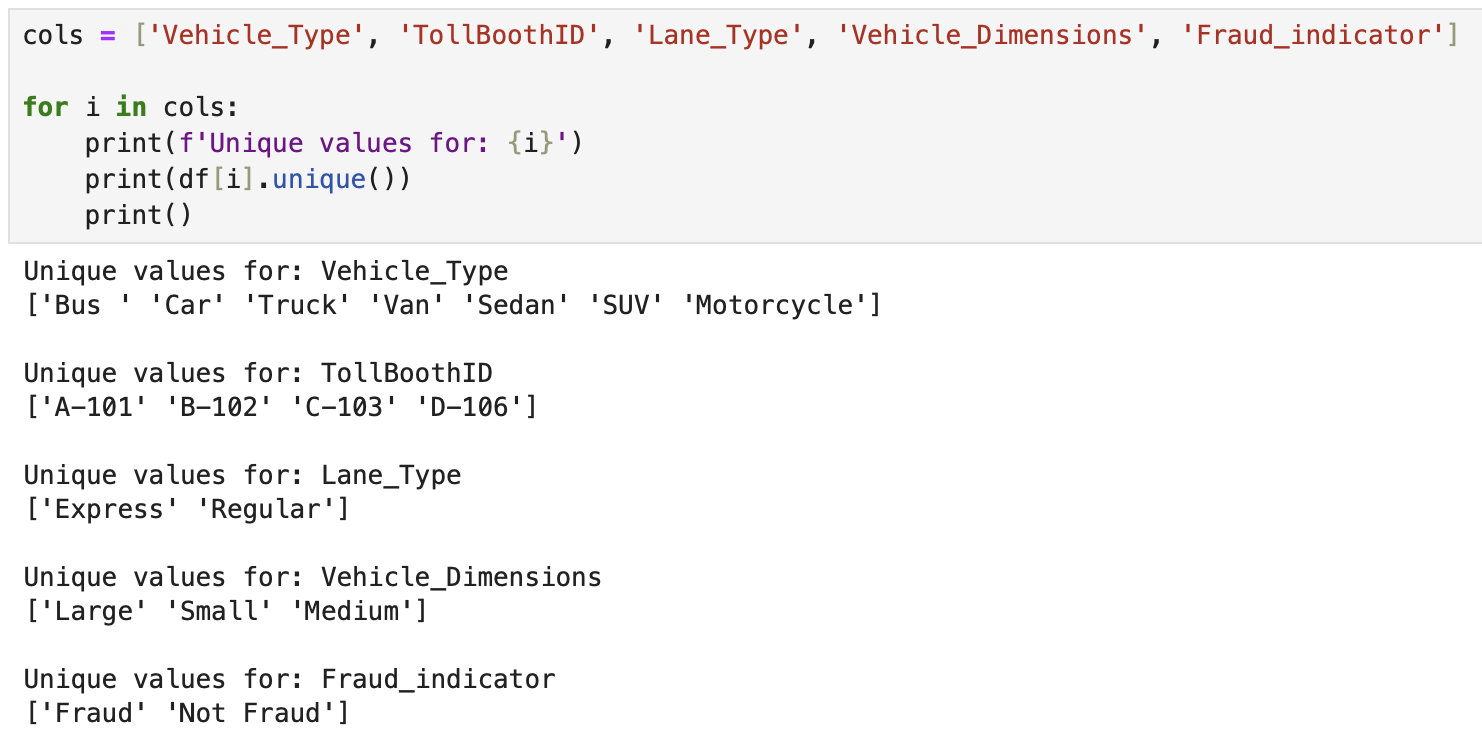 cols = ['Vehicle_Type', 'TollBoothID', 'Lane_Type', 'Vehicle_Dimensions', 'Fraud_indicator']

for i in cols:
    print(f'Unique values for: {i}')
    print(df[i].unique())
    print()
Unique values for: Vehicle_Type
['Bus ' 'Car' 'Truck' 'Van' 'Sedan' 'SUV' 'Motorcycle']

Unique values for: TollBoothID
['A-101' 'B-102' 'C-103' 'D-106']

Unique values for: Lane_Type
['Express' 'Regular']

Unique values for: Vehicle_Dimensions
['Large' 'Small' 'Medium']

Unique values for: Fraud_indicator
['Fraud' 'Not Fraud']